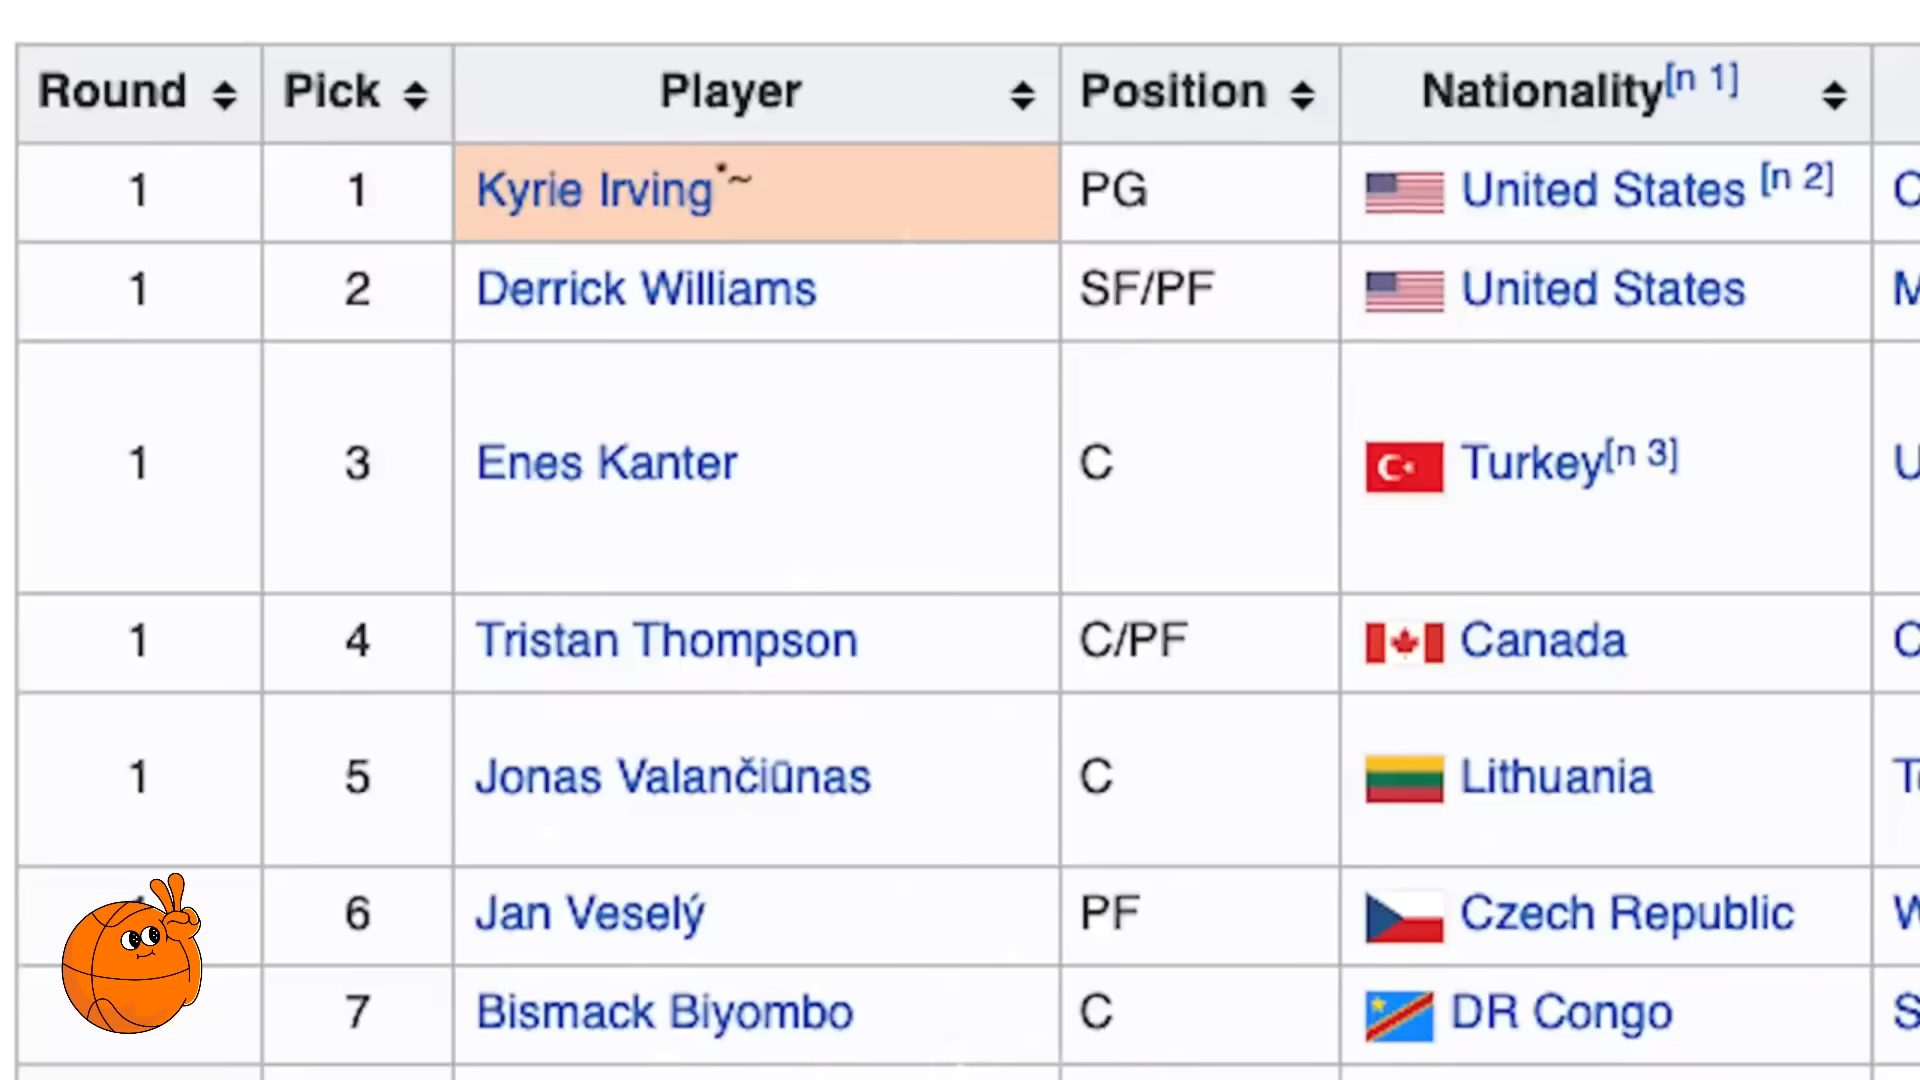 Round Pick Player Position Nationality[n 1]
1 1 Kyrie Irving*~ PG United States [n 2]
1 2 Derrick Williams SF/PF United States
1 3 Enes Kanter C Turkey[n 3]
1 4 Tristan Thompson C/PF Canada
1 5 Jonas Valančiūnas C Lithuania
6 Jan Veselý PF Czech Republic
7 Bismack Biyombo C DR Congo